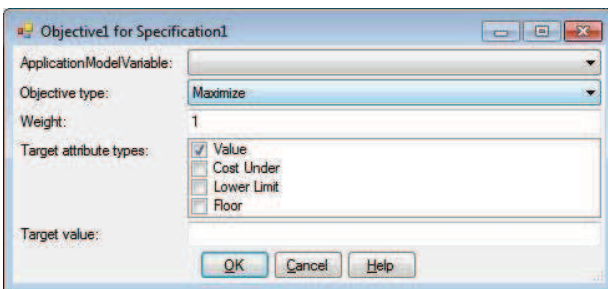 Objective1 for Specification1
ApplicationModelVariable:
Objective type: Maximize
Weight: 1
Target attribute types: Value
Cost Under
Lower Limit
Floor
Target value:
OK Cancel Help